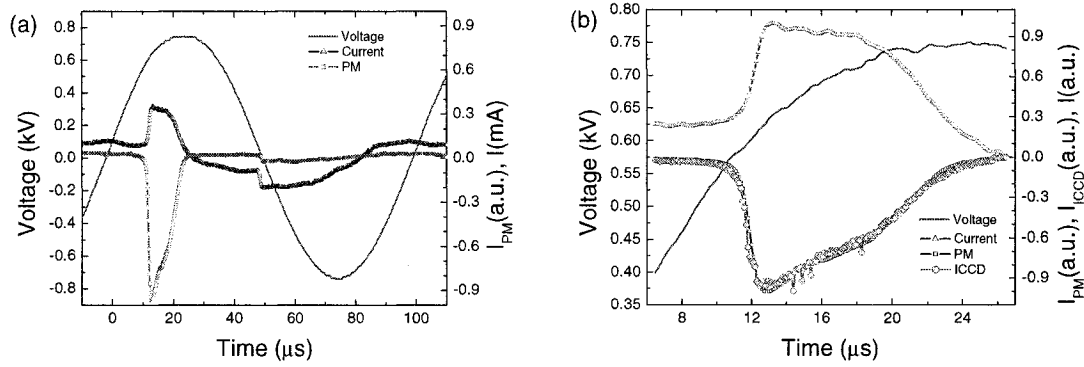 (a)
Voltage (kV)
0.8
0.6
0.4
0.2
0.0
-0.2
-0.4
-0.6
-0.8
Voltage
Current
PM
0.9
0.6
0.3
0.0
-0.3
-0.6
-0.9
I_PM(a.u.), I(mA)
0 20 40 60 80 100
Time (μs)
(b)
Voltage (kV)
0.80
0.75
0.70
0.65
0.60
0.55
0.50
0.45
0.40
0.35
Voltage
Current
PM
ICCD
0.9
0.6
0.3
0.0
-0.3
-0.6
-0.9
I_PM(a.u.), I_ICCD(a.u.), I(a.u.)
8 12 16 20 24
Time (μs)